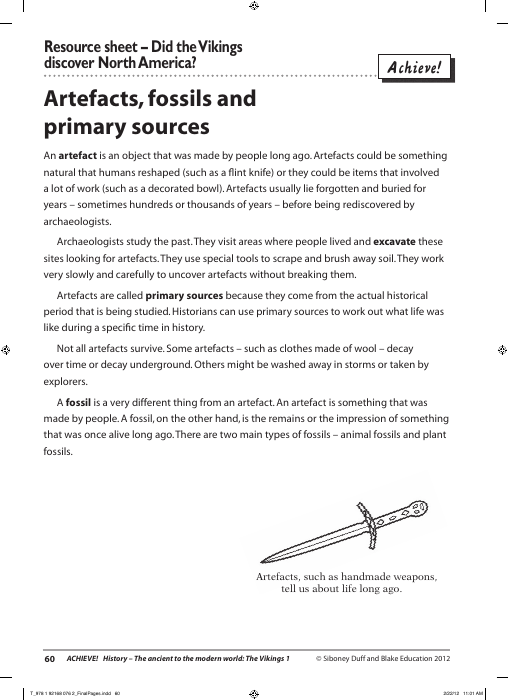 Resource sheet – Did the Vikings
discover North America?
Achieve!
Artefacts, fossils and
primary sources
An artefact is an object that was made by people long ago. Artefacts could be something
natural that humans reshaped (such as a flint knife) or they could be items that involved
a lot of work (such as a decorated bowl). Artefacts usually lie forgotten and buried for
years – sometimes hundreds or thousands of years – before being rediscovered by
archaeologists.
Archaeologists study the past. They visit areas where people lived and excavate these
sites looking for artefacts. They use special tools to scrape and brush away soil. They work
very slowly and carefully to uncover artefacts without breaking them.
Artefacts are called primary sources because they come from the actual historical
period that is being studied. Historians can use primary sources to work out what life was
like during a specific time in history.
Not all artefacts survive. Some artefacts – such as clothes made of wool – decay
over time or decay underground. Others might be washed away in storms or taken by
explorers.
A fossil is a very different thing from an artefact. An artefact is something that was
made by people. A fossil, on the other hand, is the remains or the impression of something
that was once alive long ago. There are two main types of fossils – animal fossils and plant
fossils.
Artefacts, such as handmade weapons,
tell us about life long ago.
60 ACHIEVE! History – The ancient to the modern world: The Vikings 1 © Siboney Duff and Blake Education 2012
60
11:01 AM